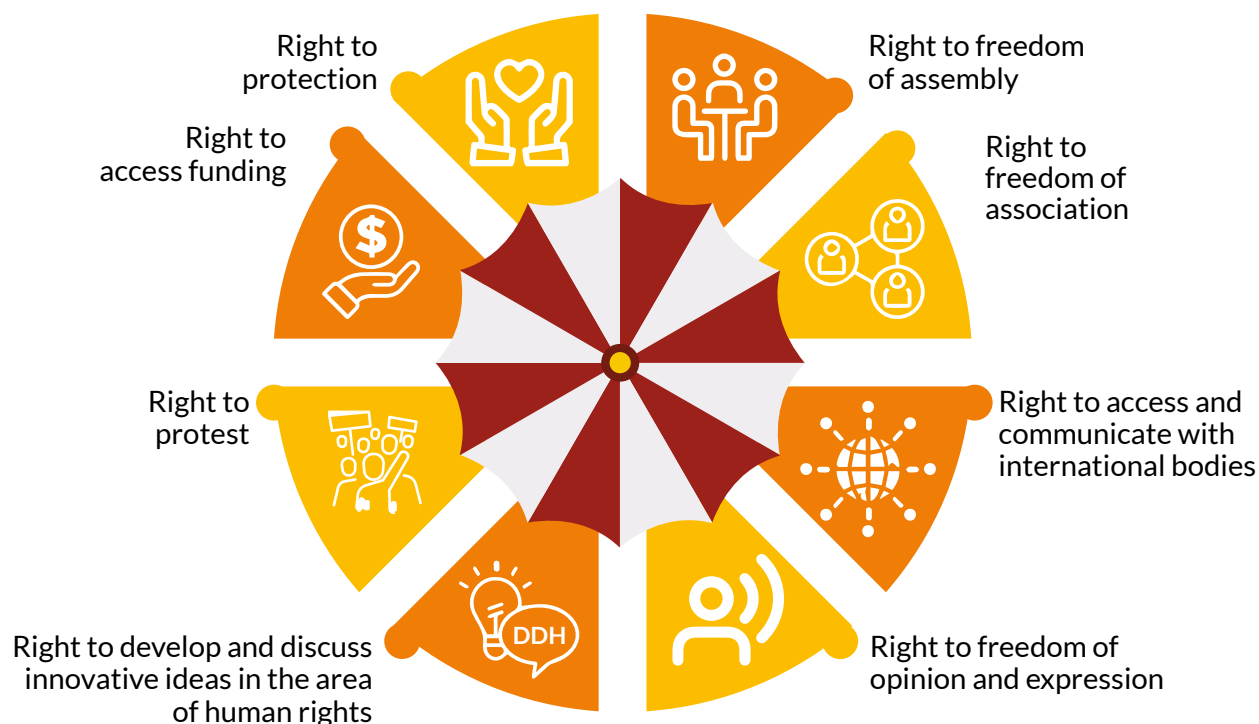 Right to
protection
Right to freedom
of assembly
Right to
access funding
$
Right to
freedom of
association
Right to
protest
Right to access and
communicate with
international bodies
DDH
Right to develop and discuss
innovative ideas in the area
of human rights
Right to freedom of
opinion and expression